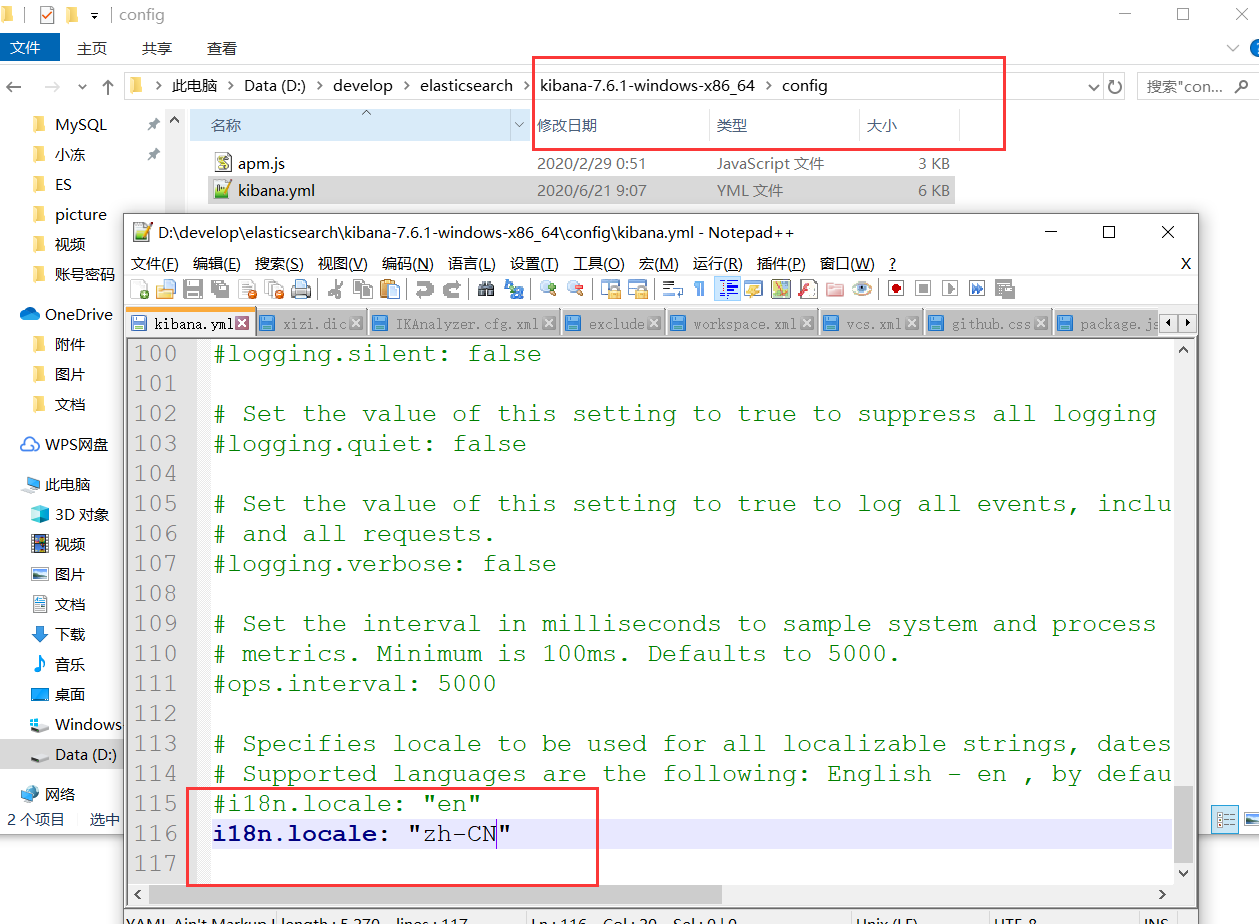 config
文件 主页 共享 查看
此电脑 > Data (D:) > develop > elasticsearch > kibana-7.6.1-windows-x86_64 > config
搜索"con...
名称 修改日期 类型 大小
apm.js 2020/2/29 0:51 JavaScript 文件 3 KB
kibana.yml 2020/6/21 9:07 YML 文件 6 KB
MySQL
小冻
ES
picture
视频
账号密码
OneDrive
附件
图片
文档
WPS网盘
此电脑
3D 对象
视频
图片
文档
下载
音乐
桌面
Windows
Data (D:)
网络
2 个项目 选中
D:\develop\elasticsearch\kibana-7.6.1-windows-x86_64\config\kibana.yml - Notepad++
文件(F) 编辑(E) 搜索(S) 视图(V) 编码(N) 语言(L) 设置(T) 工具(O) 宏(M) 运行(R) 插件(P) 窗口(W) ? X
kibana.yml xizi.dic IKAnalyzer.cfg.xml exclude workspace.xml vcs.xml github.css package.js
100 #logging.silent: false
101
102 # Set the value of this setting to true to suppress all logging
103 #logging.quiet: false
104
105 # Set the value of this setting to true to log all events, inclu
106 # and all requests.
107 #logging.verbose: false
108
109 # Set the interval in milliseconds to sample system and process
110 # metrics. Minimum is 100ms. Defaults to 5000.
111 #ops.interval: 5000
112
113 # Specifies locale to be used for all localizable strings, dates
114 # Supported languages are the following: English - en , by defau
115 #i18n.locale: "en"
116 i18n.locale: "zh-CN"
117
YAML Ain't Markup l length : 5,270 lines : 117 Ln : 116 Col : 20 Sel : 0 | 0 Unix (LF) UTF-8 INS